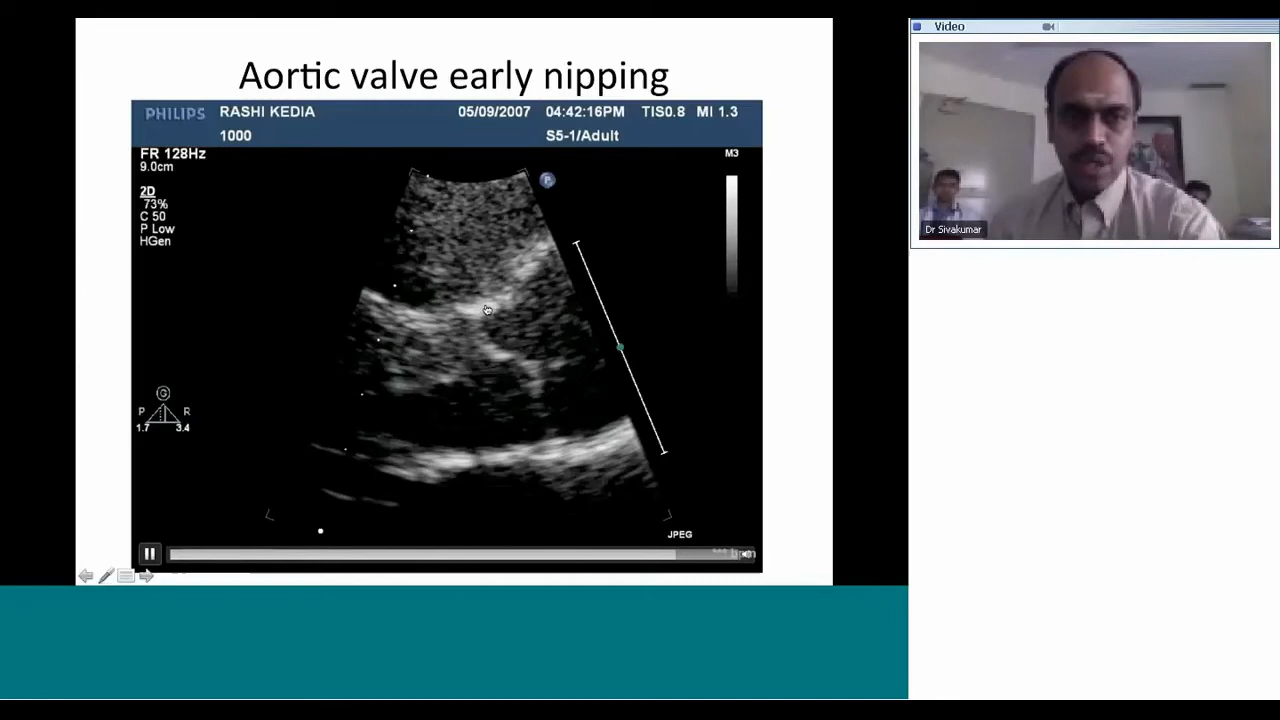 Aortic valve early nipping
PHILIPS RASHI KEDIA 05/09/2007 04:42:16PM TIS0.8 MI 1.3
1000 S5-1/Adult
FR 128Hz
9.0cm
M3
2D
73%
C 50
P Low
HGen
P
G
P R
1.7 3.4
JPEG
bpm
Video
Dr Sivakumar